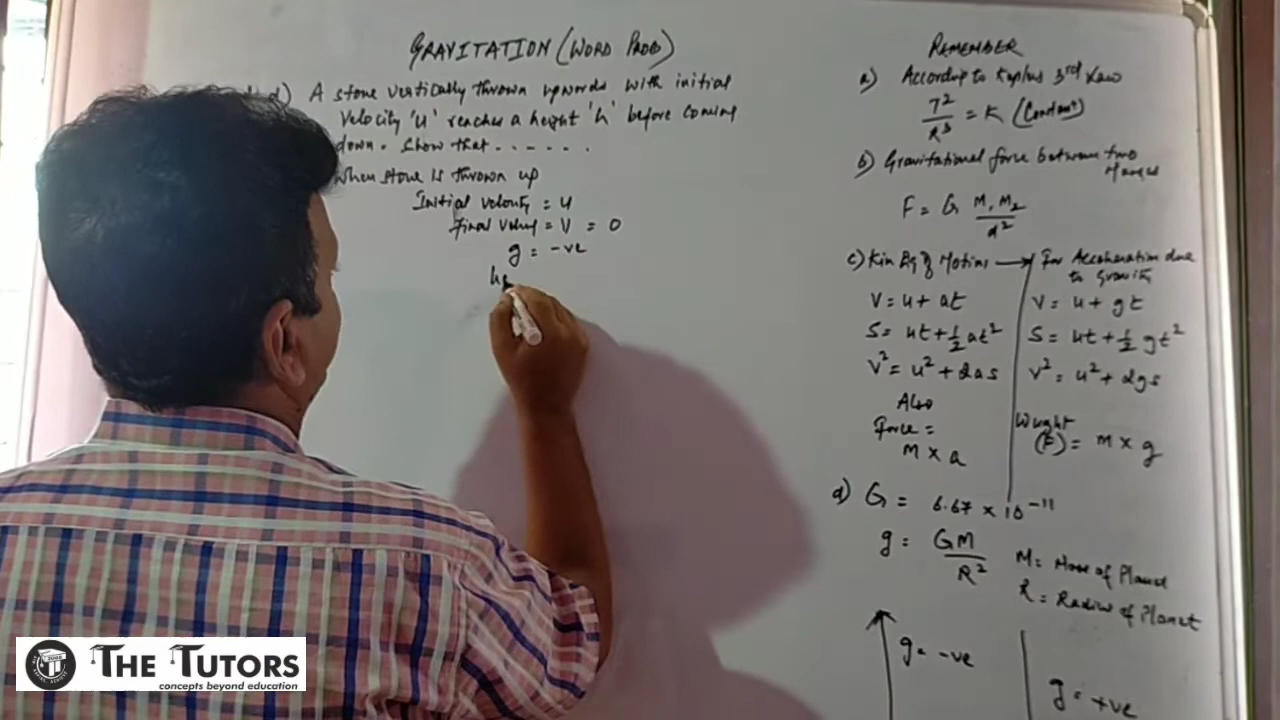 GRAVITATION (WORD PROB)
d) A stone vertically thrown upwards with initial
velocity 'u' reaches a height 'h' before coming
down. Show that ......
When stone is thrown up
Initial velocity = u
Final = V = 0
g = -ve
he
REMEMBER
a) According to 3rd Law
T² / R³ = K (Constant)
b) Gravitational force between two
Masses
F = G M₁ M₂ / d²
c) Kin Eq of Motions → For Acceleration due
to Gravity
V = u + at
V = u + gt
S = ut + 1/2 at²
S = ut + 1/2 gt²
V² = u² + 2as
V² = u² + 2gs
Also
Force =
M × a
Weight
(F) = m × g
d) G = 6.67 × 10⁻¹¹
g = GM / R²
M = Mass of Planet
R = Radius of Planet
g = -ve
g = +ve
THE TUTORS
concepts beyond education